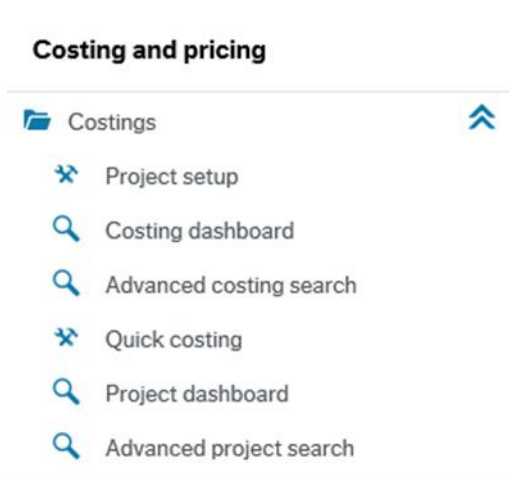 Costing and pricing
Costings
Project setup
Costing dashboard
Advanced costing search
Quick costing
Project dashboard
Advanced project search